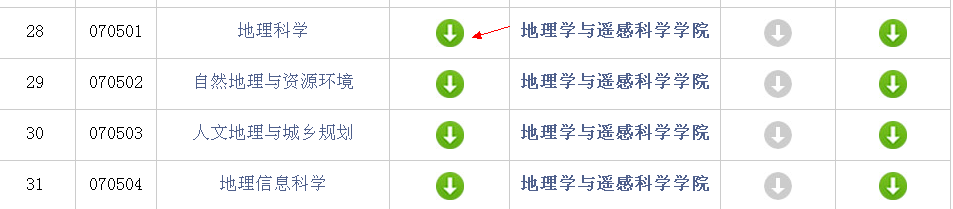 28 070501 地理科学 地理学与遥感科学学院
29 070502 自然地理与资源环境 地理学与遥感科学学院
30 070503 人文地理与城乡规划 地理学与遥感科学学院
31 070504 地理信息科学 地理学与遥感科学学院